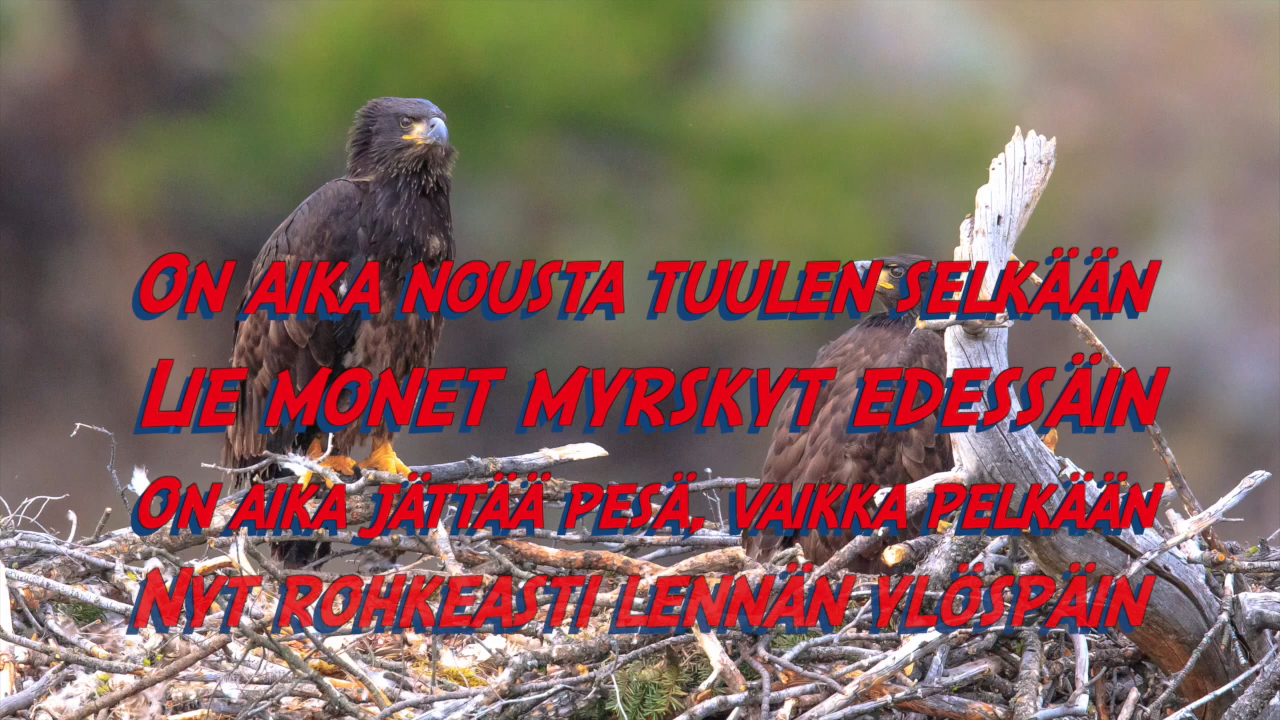 On aika nousta tuulen selkään
Lie monet myrskyt edessäin
On aika jättää pesä, vaikka pelkään
Nyt rohkeasti lennän ylöspäin